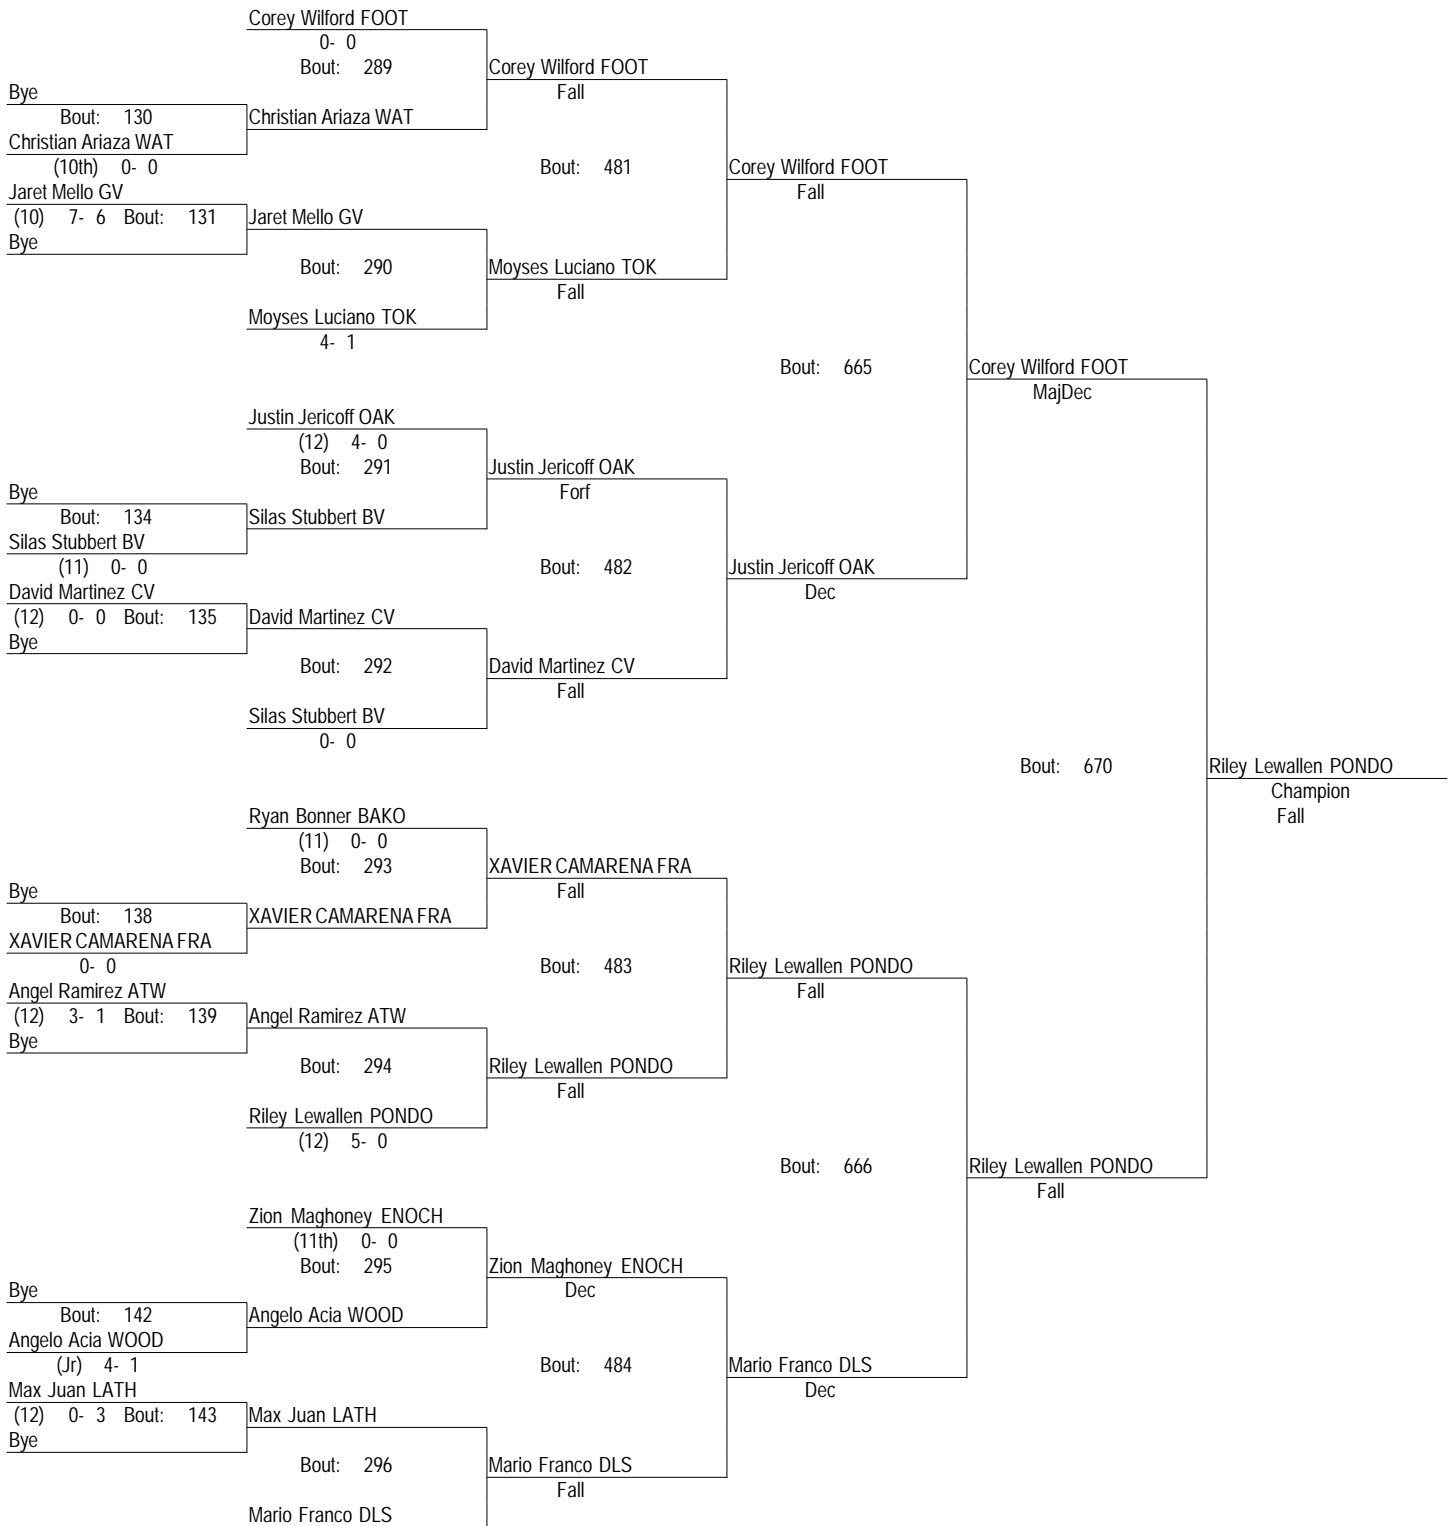 Corey Wilford FOOT
0- 0
Bout: 289
Corey Wilford FOOT
Bye
Fall
Bout: 130
Christian Ariaza WAT
Christian Ariaza WAT
(10th) 0- 0
Bout: 481
Corey Wilford FOOT
Jaret Mello GV
Fall
(10) 7- 6 Bout: 131
Jaret Mello GV
Bye
Bout: 290
Moyses Luciano TOK
Fall
Moyses Luciano TOK
4- 1
Bout: 665
Corey Wilford FOOT
MajDec
Justin Jericoff OAK
(12) 4- 0
Bout: 291
Justin Jericoff OAK
Bye
Forf
Bout: 134
Silas Stubbert BV
Silas Stubbert BV
(11) 0- 0
Bout: 482
Justin Jericoff OAK
David Martinez CV
Dec
(12) 0- 0 Bout: 135
David Martinez CV
Bye
Bout: 292
David Martinez CV
Fall
Silas Stubbert BV
0- 0
Bout: 670
Riley Lewallen PONDO
Champion
Fall
Ryan Bonner BAKO
(11) 0- 0
Bout: 293
XAVIER CAMARENA FRA
Bye
Fall
Bout: 138
XAVIER CAMARENA FRA
XAVIER CAMARENA FRA
0- 0
Bout: 483
Riley Lewallen PONDO
Angel Ramirez ATW
Fall
(12) 3- 1 Bout: 139
Angel Ramirez ATW
Bye
Bout: 294
Riley Lewallen PONDO
Fall
Riley Lewallen PONDO
(12) 5- 0
Bout: 666
Riley Lewallen PONDO
Fall
Zion Maghoney ENOCH
(11th) 0- 0
Bout: 295
Zion Maghoney ENOCH
Bye
Dec
Bout: 142
Angelo Acia WOOD
Angelo Acia WOOD
(Jr) 4- 1
Bout: 484
Mario Franco DLS
Max Juan LATH
Dec
(12) 0- 3 Bout: 143
Max Juan LATH
Bye
Bout: 296
Mario Franco DLS
Fall
Mario Franco DLS